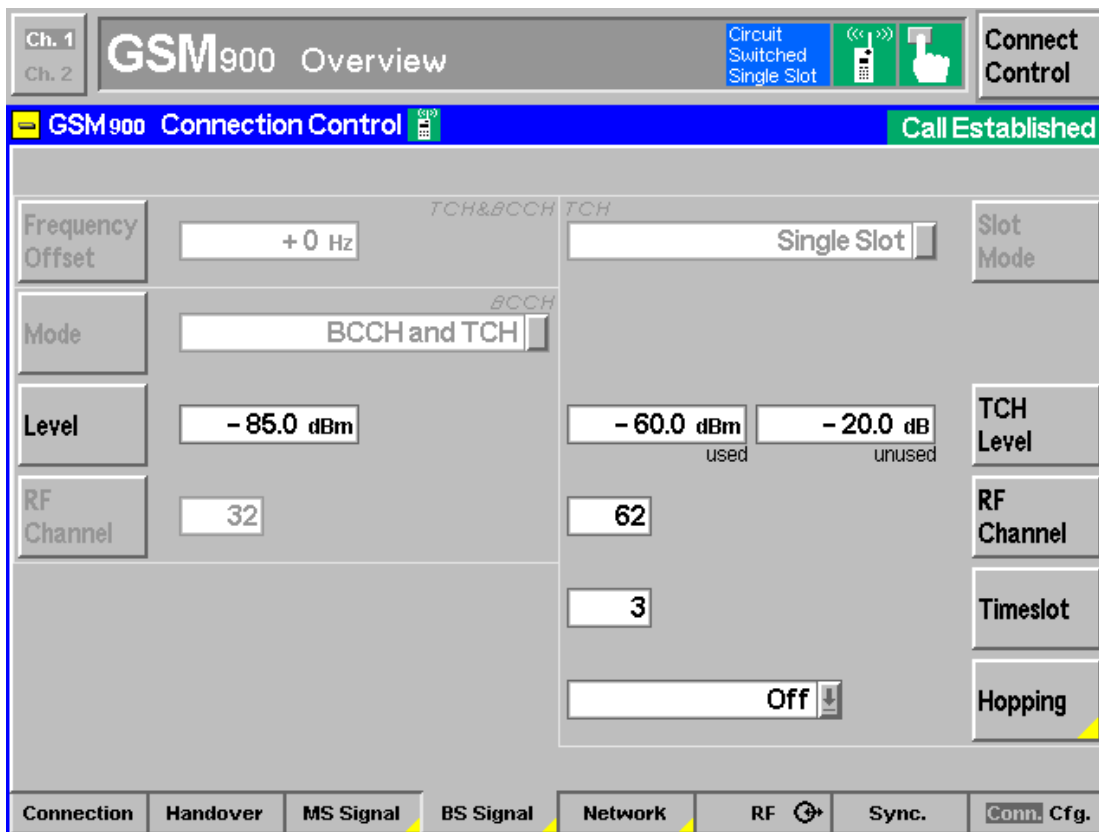 Ch. 1
Ch. 2
GSM900 Overview
Circuit
Switched
Single Slot
Connect
Control
GSM900 Connection Control
Call Established
TCH&BCCH
TCH
Frequency
Offset
+0 Hz
Single Slot
Slot
Mode
BCCH
Mode
BCCH and TCH
Level
-85.0 dBm
-60.0 dBm
-20.0 dB
used
unused
TCH
Level
RF
Channel
32
62
RF
Channel
3
Timeslot
Off
Hopping
Connection
Handover
MS Signal
BS Signal
Network
RF
Sync.
Conn. Cfg.